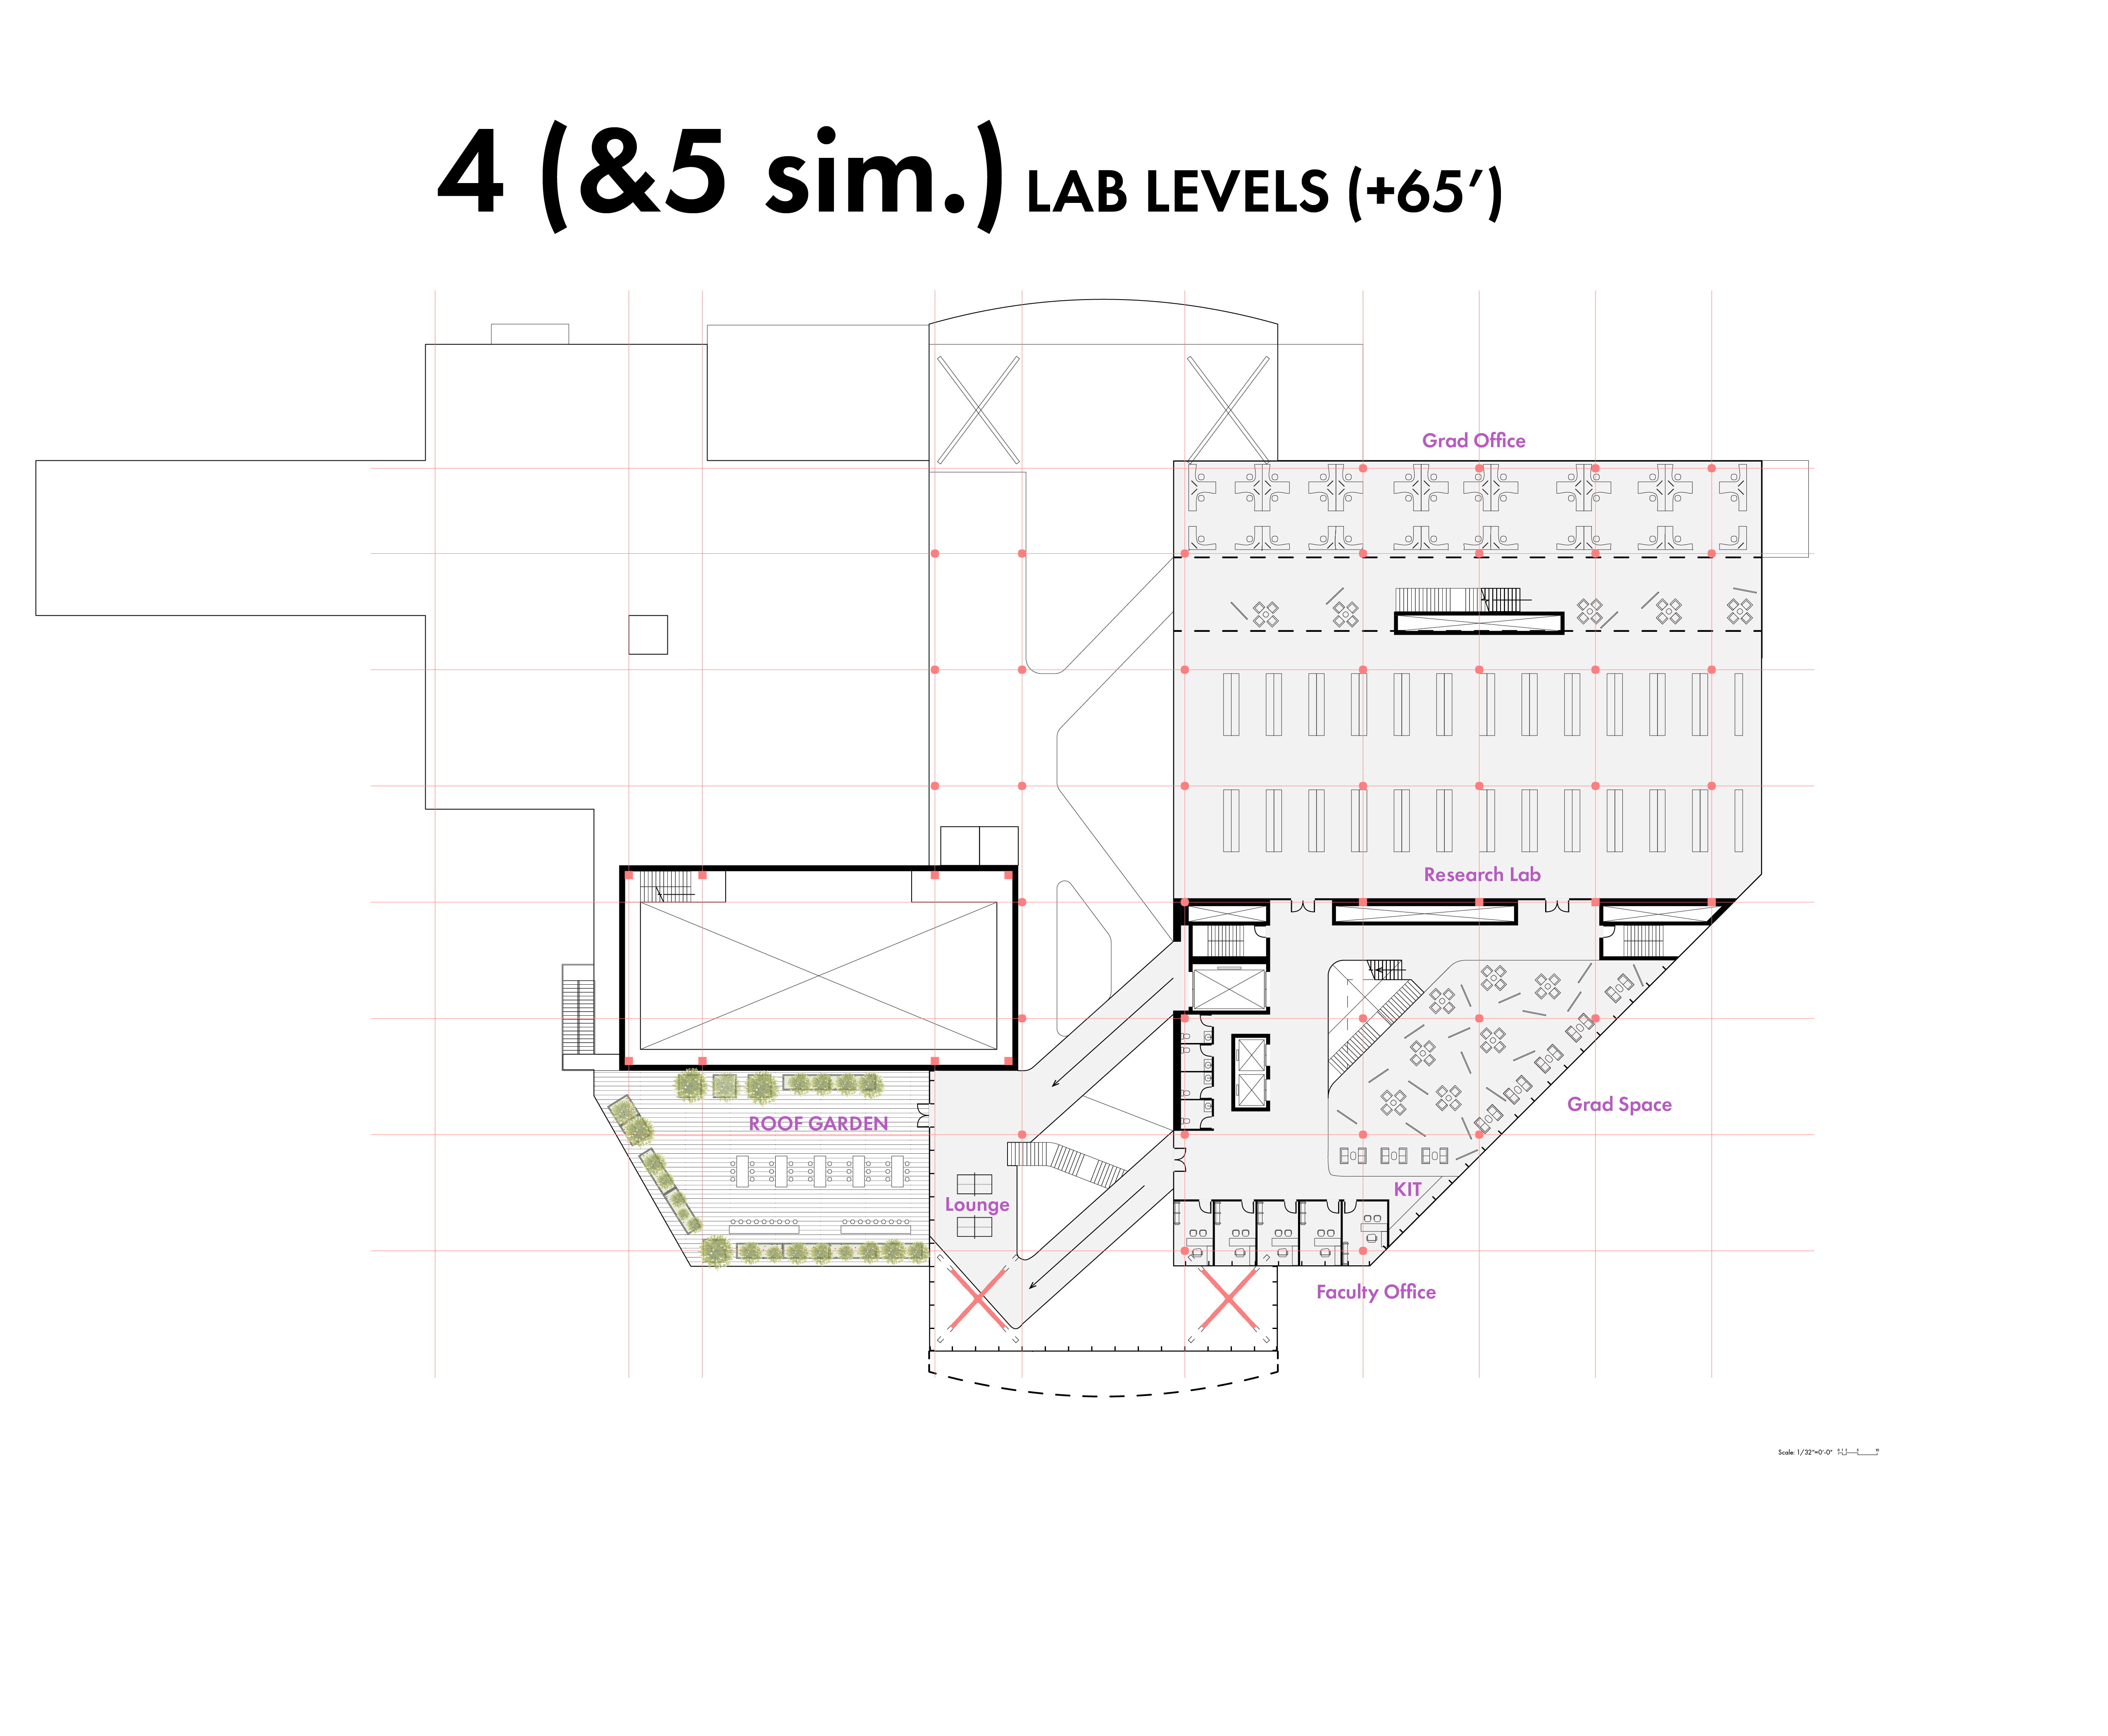 4 (&5 sim.) LAB LEVELS (+65’)
Grad Office
Research Lab
Grad Space
ROOF GARDEN
KIT
Lounge
Faculty Office
Scale: 1/32"=0'-0"